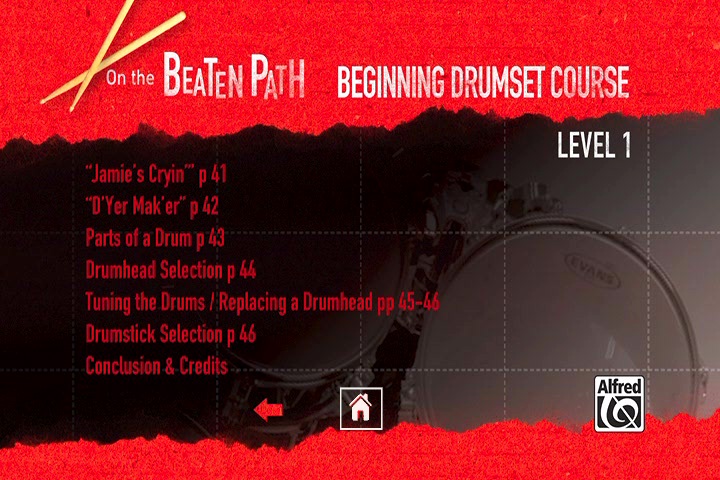 On the BEATEN PATH BEGINNING DRUMSET COURSE
LEVEL 1
"Jamie's Cryin'" p 41
"D'Yer Mak'er" p 42
Parts of a Drum p 43
Drumhead Selection p 44
EVANS
Tuning the Drums / Replacing a Drumhead pp 45-46
Drumstick Selection p 46
Conclusion & Credits
Alfred